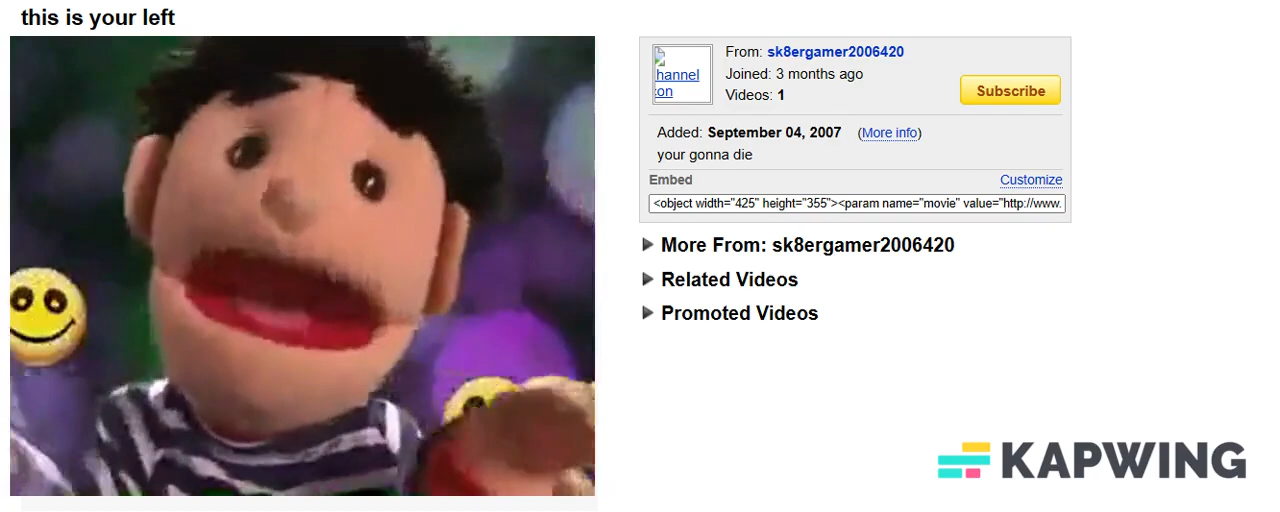 this is your left
hannel
con
From: sk8ergamer2006420
Joined: 3 months ago
Videos: 1
Subscribe
Added: September 04, 2007 (More info)
your gonna die
Embed Customize
<object width="425" height="355"><param name="movie" value="http://www.
More From: sk8ergamer2006420
Related Videos
Promoted Videos
KAPWING